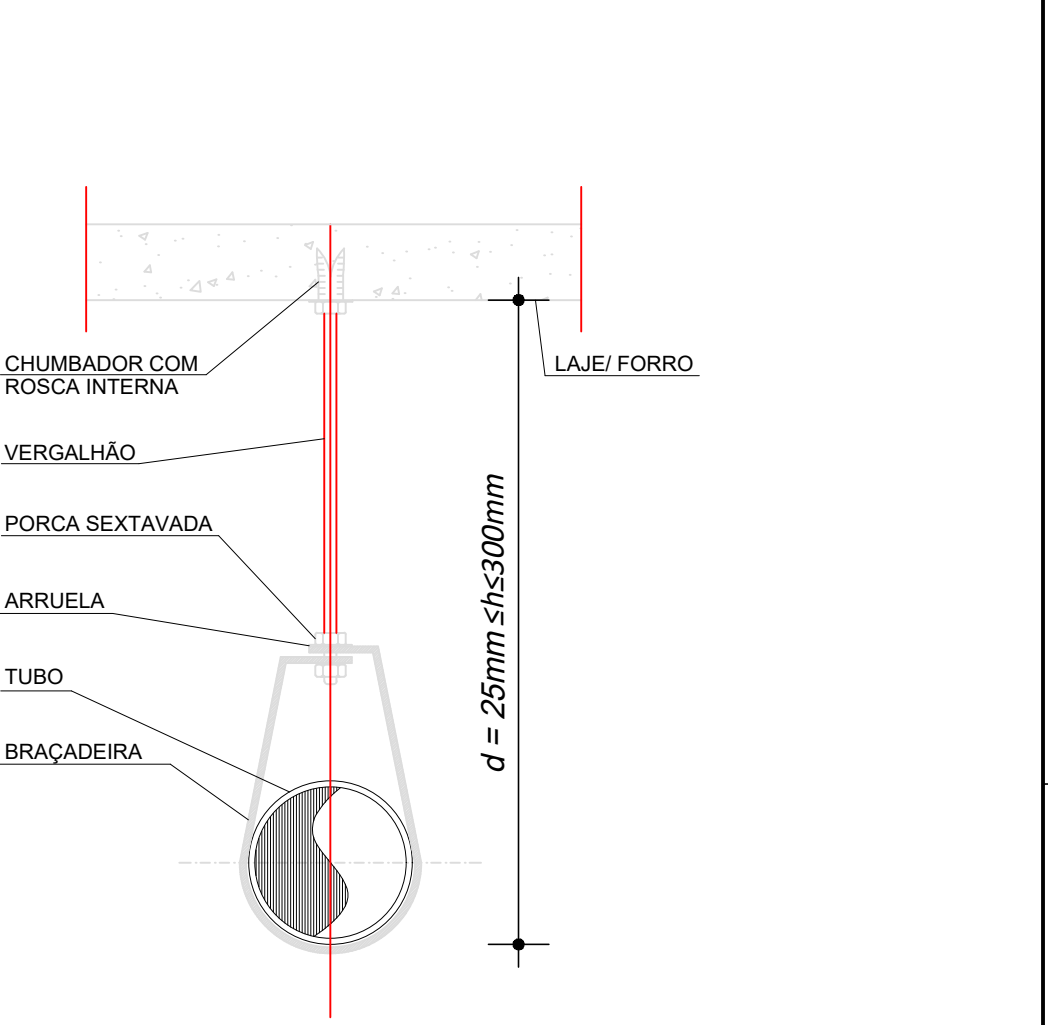 CHUMBADOR COM
ROSCA INTERNA
LAJE/ FORRO
VERGALHÃO
PORCA SEXTAVADA
d = 25mm ≤h≤300mm
ARRUELA
TUBO
BRAÇADEIRA